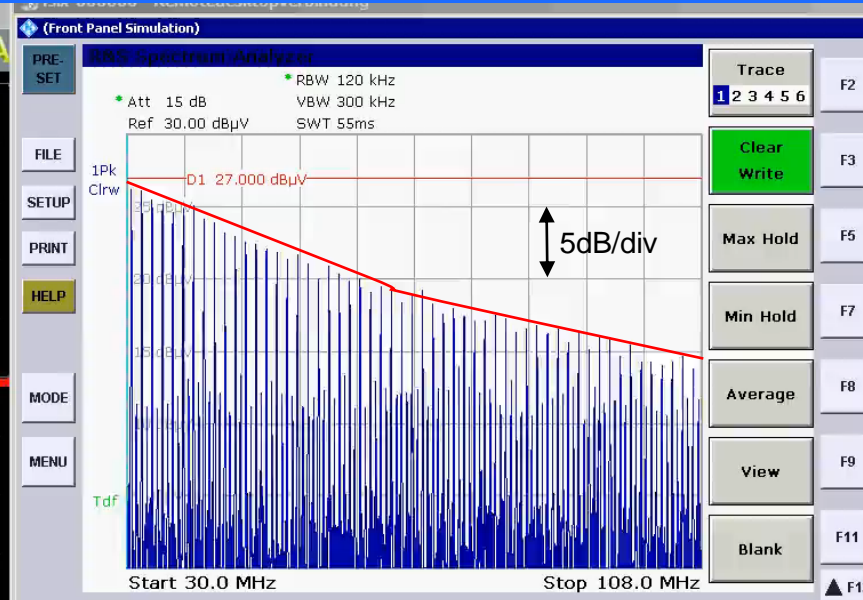 (Front Panel Simulation)
PRE-
SET
FILE
SETUP
PRINT
HELP
MODE
MENU
R&S Spectrum Analyzer
* RBW 120 kHz
* Att 15 dB
VBW 300 kHz
Ref 30.00 dBµV
SWT 55ms
1Pk
Clrw
D1 27.000 dBµV
25 dBµV
5dB/div
20 dBµV
15 dBµV
10 dBµV
Tdf
Start 30.0 MHz
Stop 108.0 MHz
Trace
1 2 3 4 5 6
Clear
Write
Max Hold
Min Hold
Average
View
Blank
F2
F3
F5
F7
F8
F9
F11